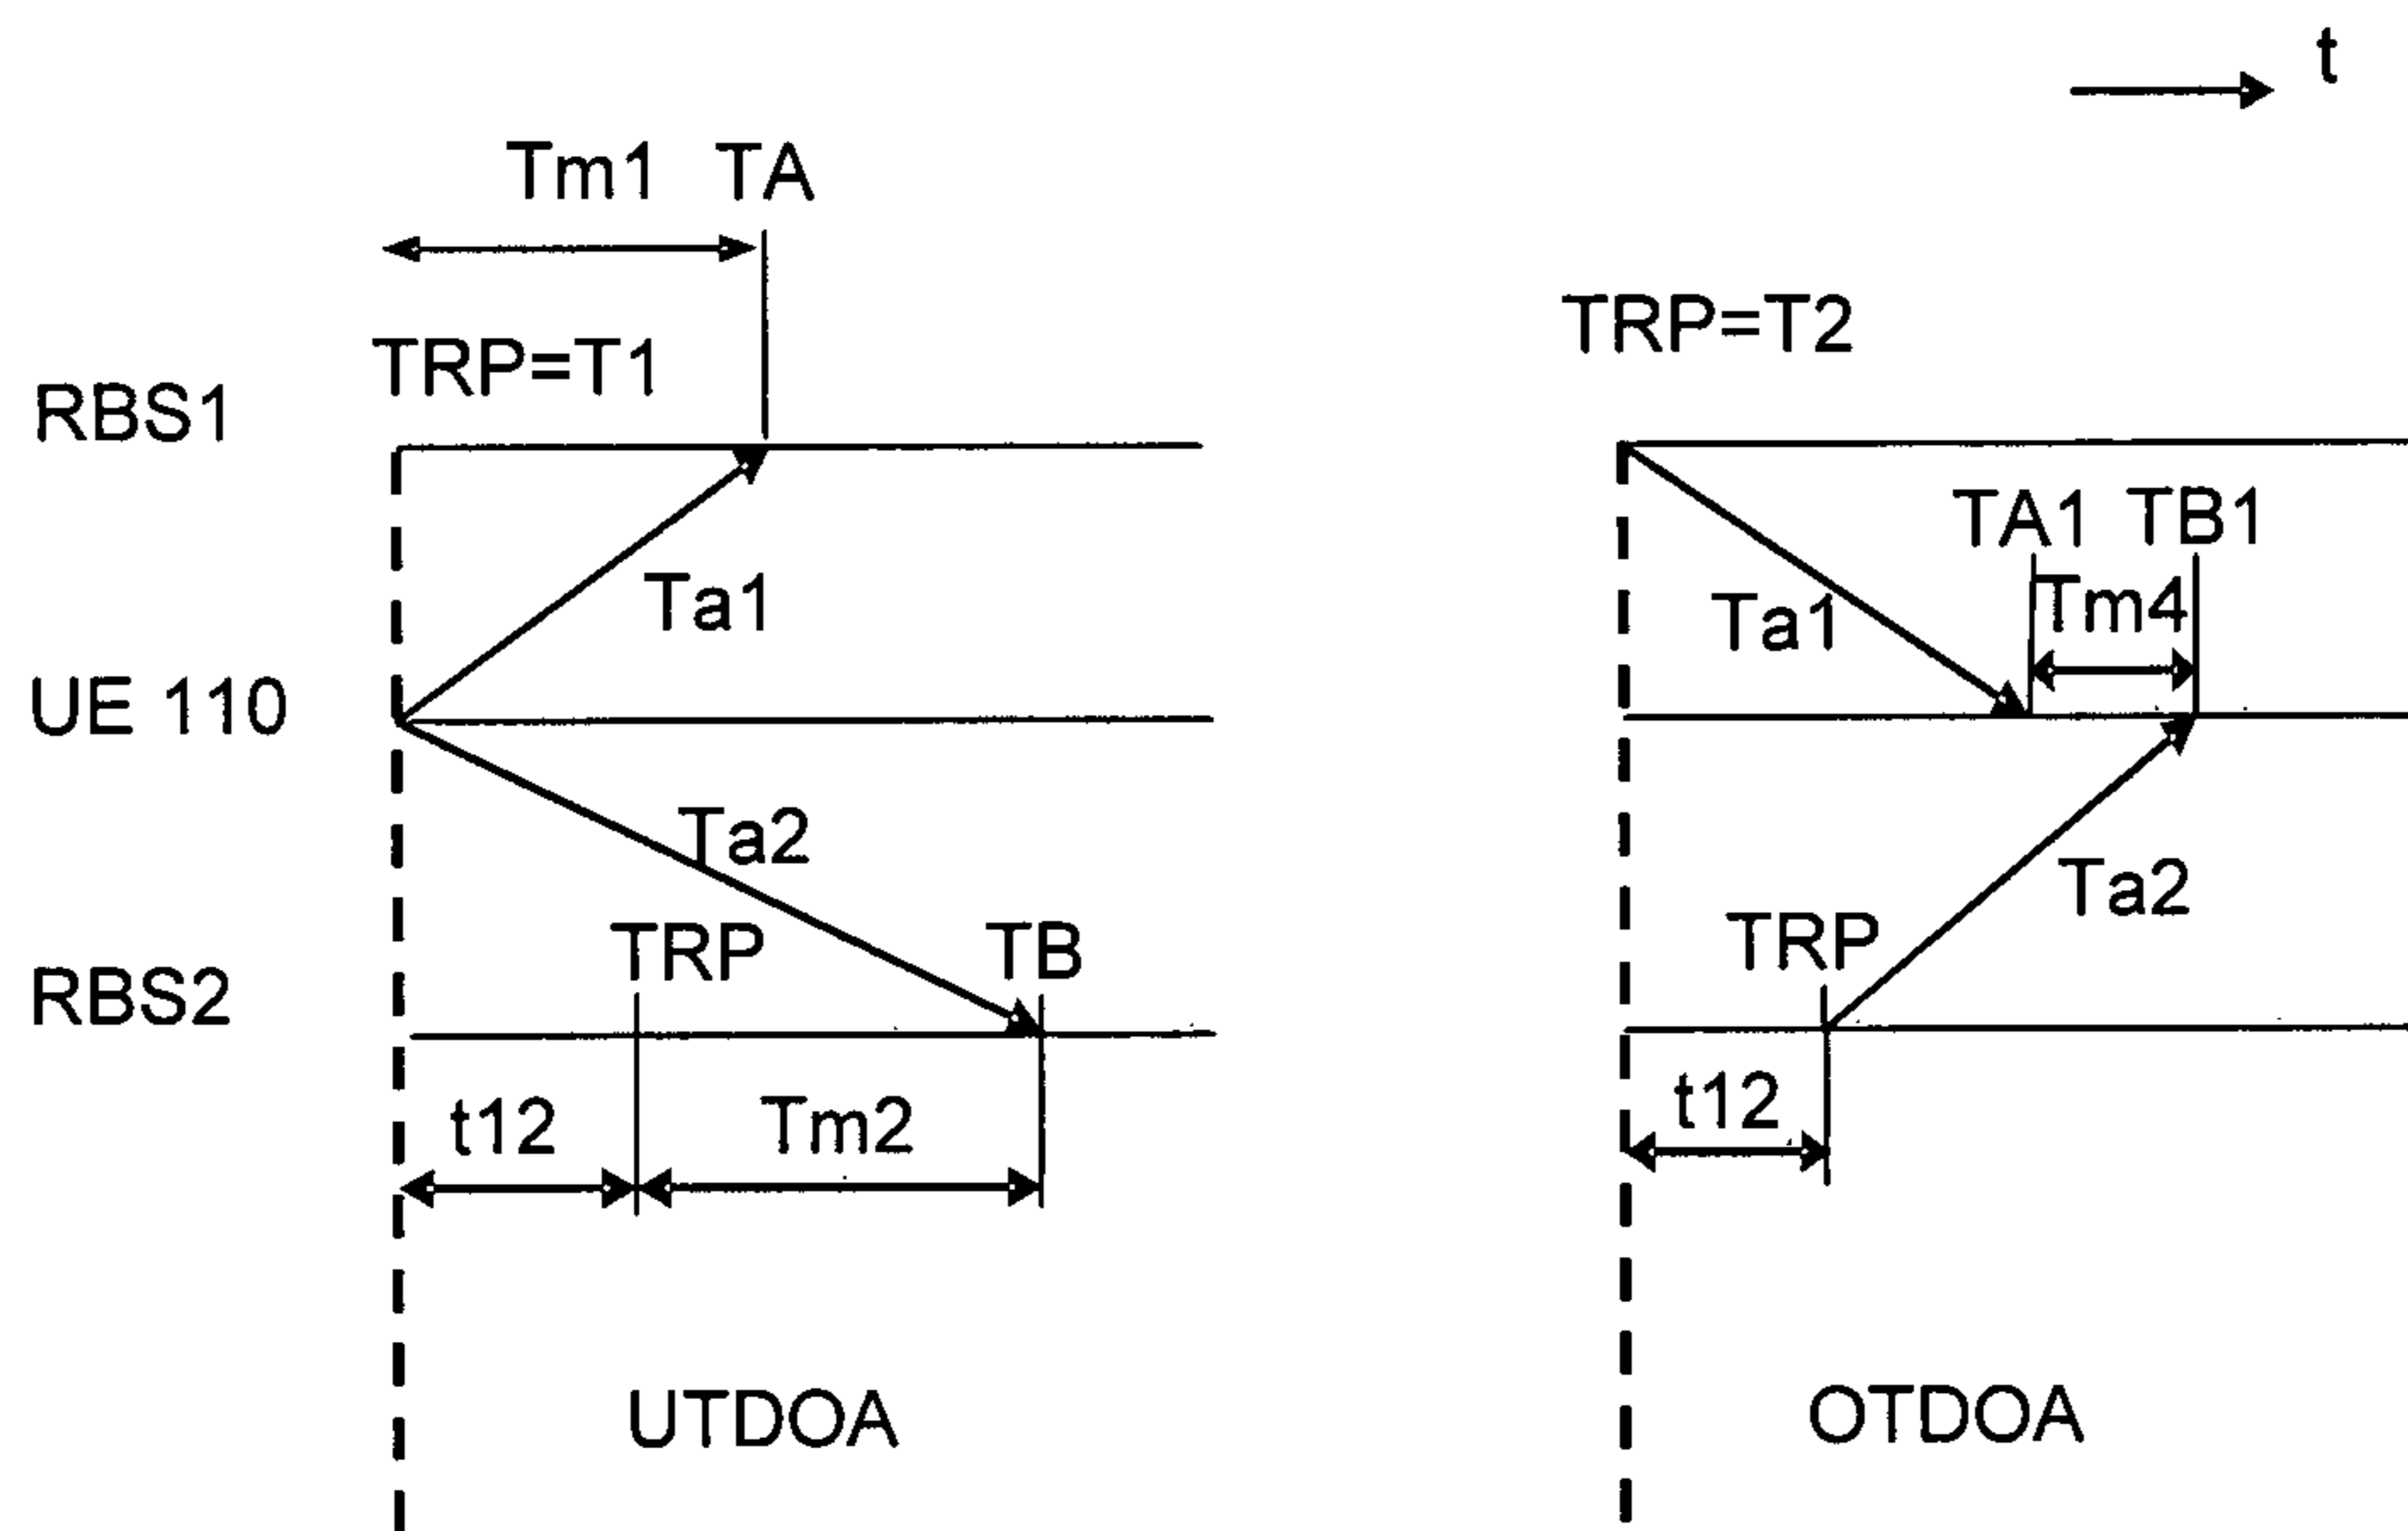 t
Tm1 TA
TRP=T1
TRP=T2
RBS1
TA1 TB1
Tm4
Ta1
Ta1
UE 110
Ta2
Ta2
TRP TB
TRP
RBS2
t12 Tm2
t12
UTDOA
OTDOA